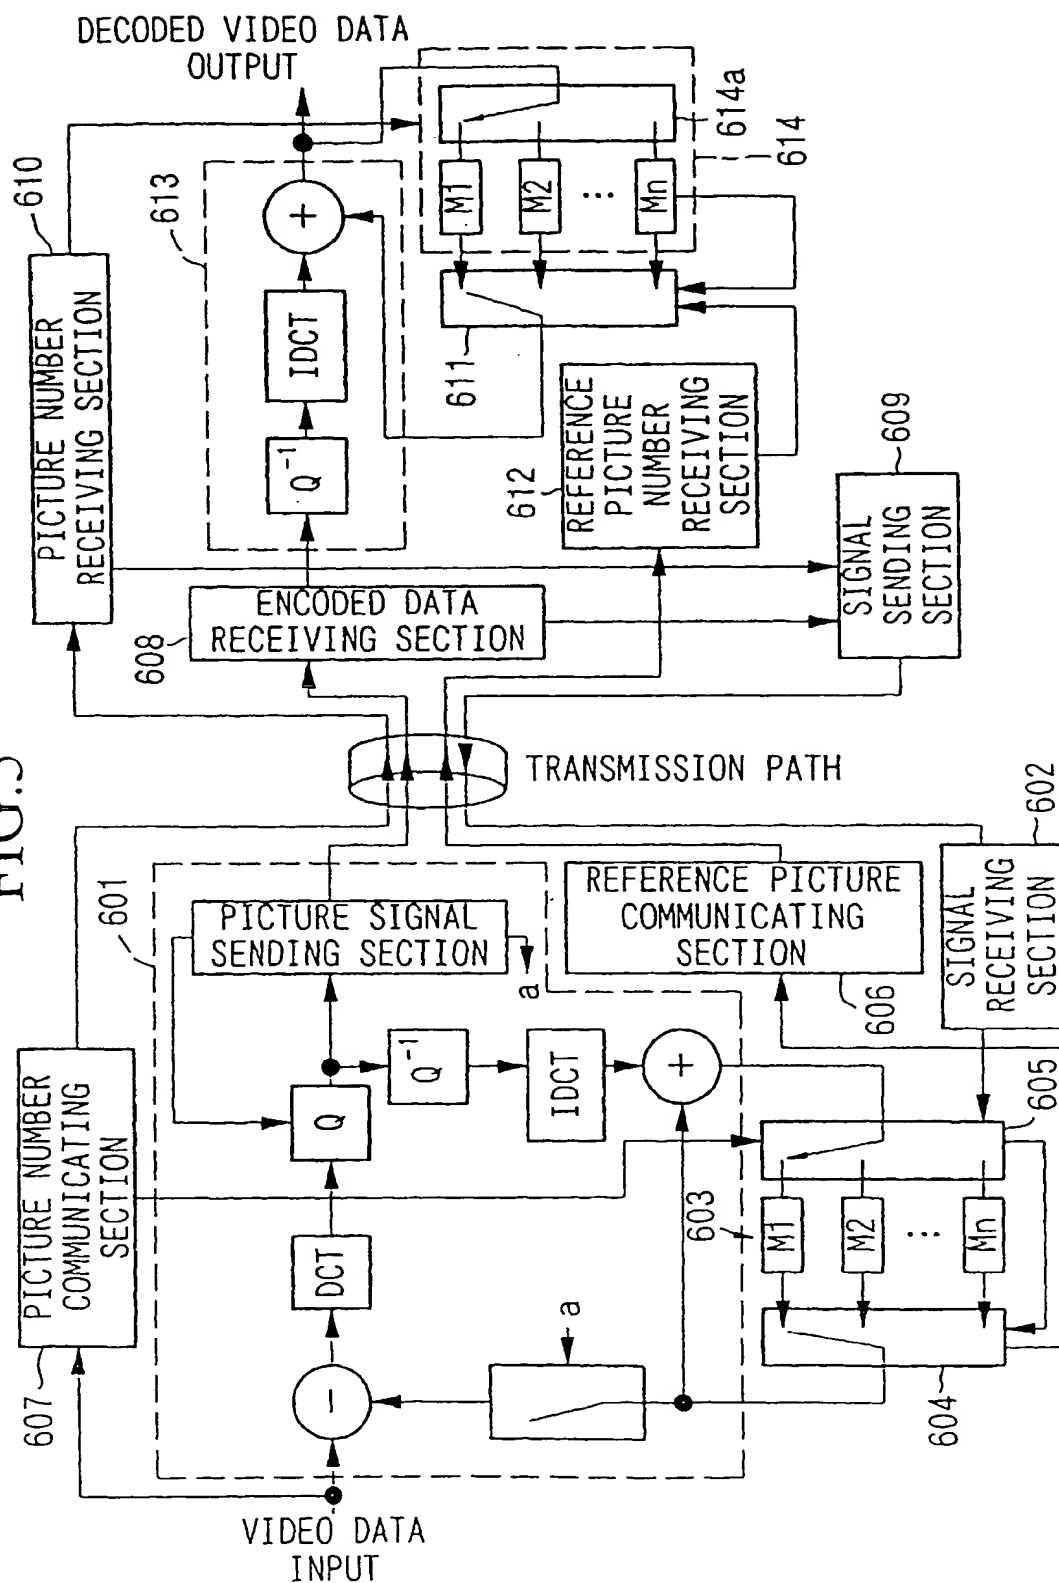 FIG.5
DECODED VIDEO DATA
OUTPUT
PICTURE NUMBER
RECEIVING SECTION
610
613
+
IDCT
Q⁻¹
M1
M2
...
Mn
614a
614
611
612
REFERENCE
PICTURE
NUMBER
RECEIVING
SECTION
ENCODED DATA
RECEIVING SECTION
608
SIGNAL
SENDING
SECTION
609
TRANSMISSION PATH
601
PICTURE SIGNAL
SENDING SECTION
a
REFERENCE PICTURE
COMMUNICATING
SECTION
606
SIGNAL
RECEIVING
SECTION
602
PICTURE NUMBER
COMMUNICATING
SECTION
607
Q
Q⁻¹
IDCT
+
DCT
−
a
603
M1
M2
...
Mn
605
604
VIDEO DATA
INPUT